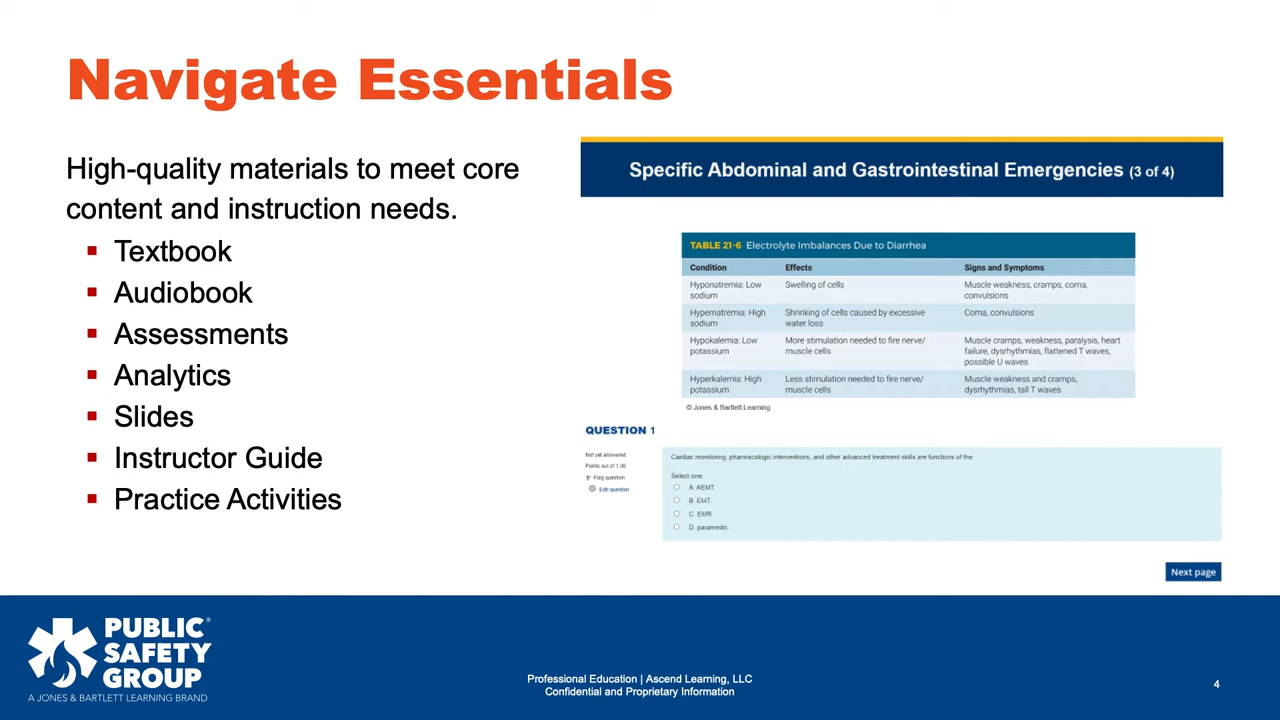 Navigate Essentials
High-quality materials to meet core
content and instruction needs.
Textbook
Audiobook
Assessments
Analytics
Slides
Instructor Guide
Practice Activities
Specific Abdominal and Gastrointestinal Emergencies (3 of 4)
TABLE 21-6 Electrolyte Imbalances Due to Diarrhea
Condition Effects Signs and Symptoms
Hyponatremia: Low Swelling of cells Muscle weakness, cramps, coma,
sodium convulsions
Hypernatremia: High Shrinking of cells caused by excessive Coma, convulsions
sodium water loss
Hypokalemia: Low More stimulation needed to fire nerve/ Muscle cramps, weakness, paralysis, heart
potassium muscle cells failure, dysrhythmias, flattened T waves,
possible U waves
Hyperkalemia: High Less stimulation needed to fire nerve/ Muscle weakness and cramps,
potassium muscle cells dysrhythmias, tall T waves
© Jones & Bartlett Learning
QUESTION 1
Not yet answered
Points out of 1.00
Flag question
Edit question
Cardiac monitoring, pharmacologic interventions, and other advanced treatment skills are functions of the
Select one:
A. AEMT.
B. EMT.
C. EMR.
D. paramedic.
Next page
PUBLIC
SAFETY
GROUP®
A JONES & BARTLETT LEARNING BRAND
Professional Education | Ascend Learning, LLC
Confidential and Proprietary Information
4